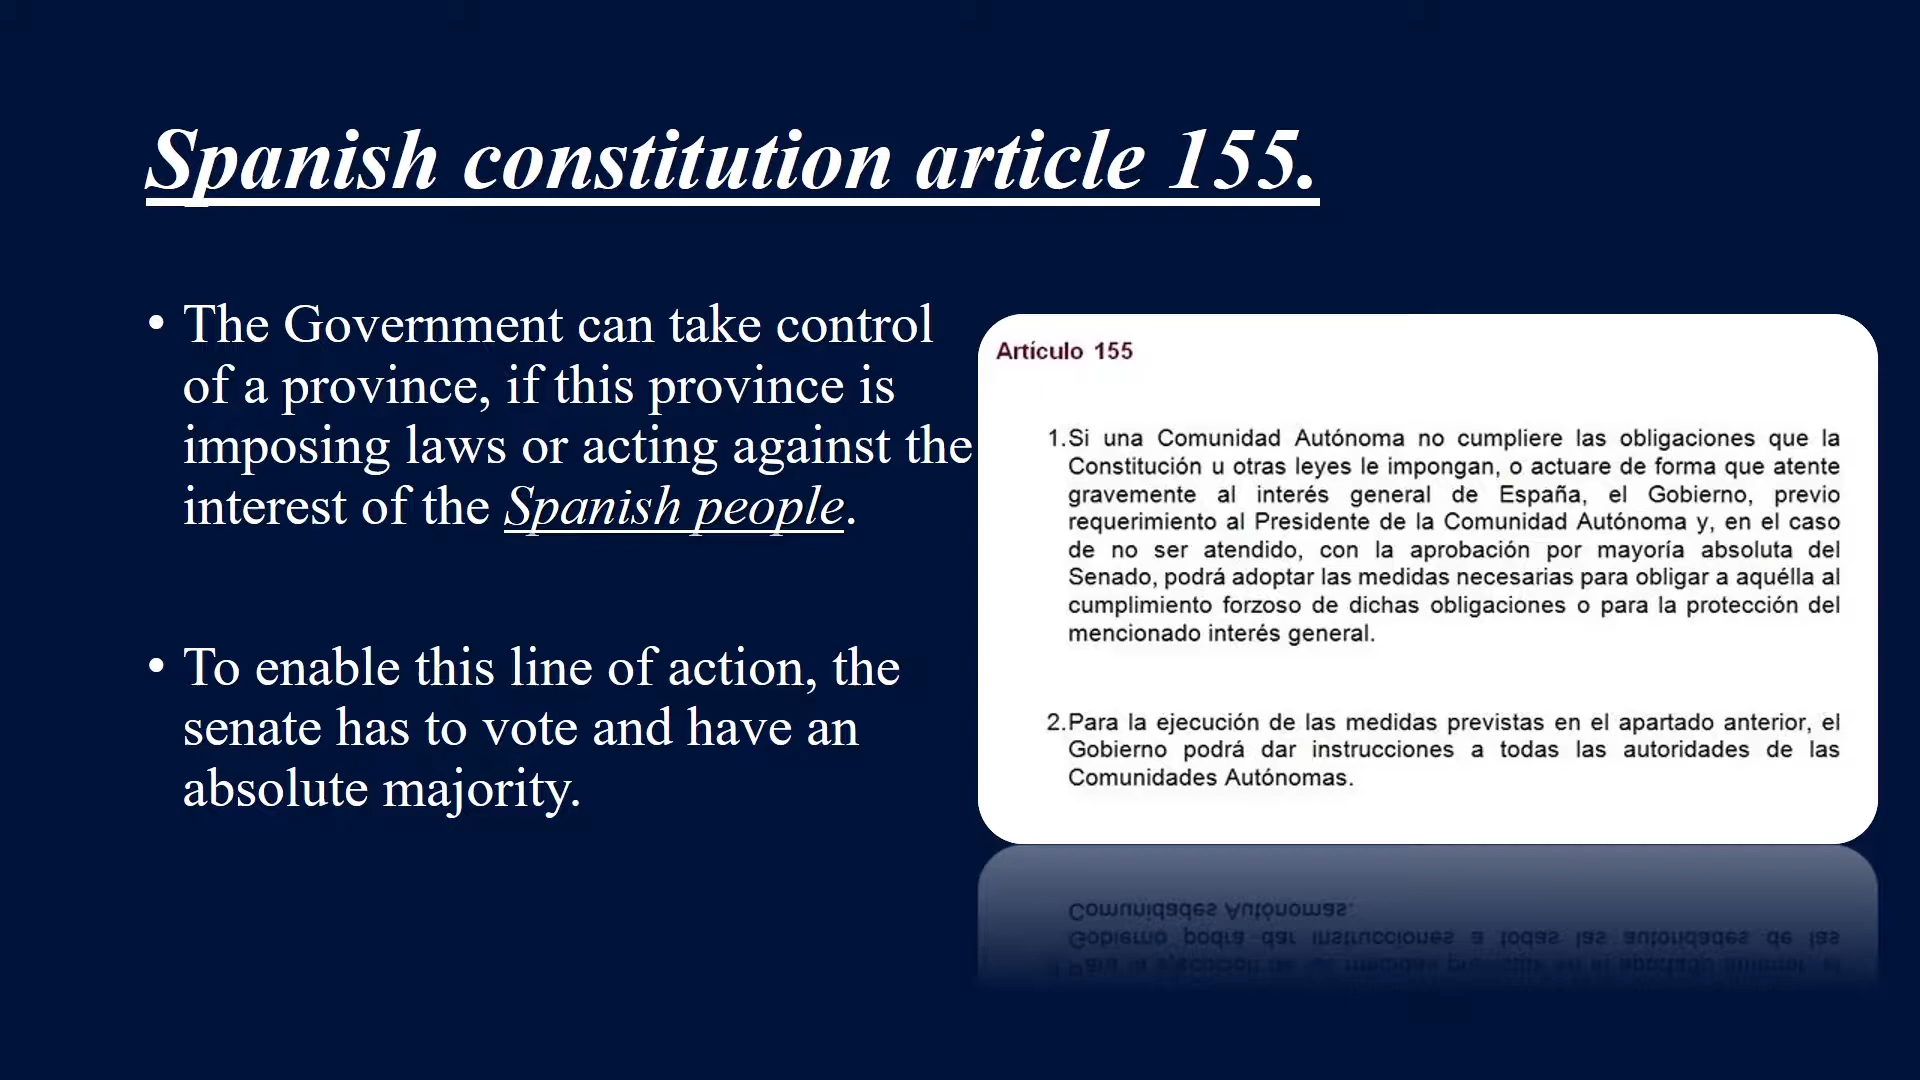 Spanish constitution article 155.
• The Government can take control
of a province, if this province is
imposing laws or acting against the
interest of the Spanish people.
• To enable this line of action, the
senate has to vote and have an
absolute majority.
Artículo 155
1.Si una Comunidad Autónoma no cumpliere las obligaciones que la
Constitución u otras leyes le impongan, o actuare de forma que atente
gravemente al interés general de España, el Gobierno, previo
requerimiento al Presidente de la Comunidad Autónoma y, en el caso
de no ser atendido, con la aprobación por mayoría absoluta del
Senado, podrá adoptar las medidas necesarias para obligar a aquélla al
cumplimiento forzoso de dichas obligaciones o para la protección del
mencionado interés general.
2.Para la ejecución de las medidas previstas en el apartado anterior, el
Gobierno podrá dar instrucciones a todas las autoridades de las
Comunidades Autónomas.